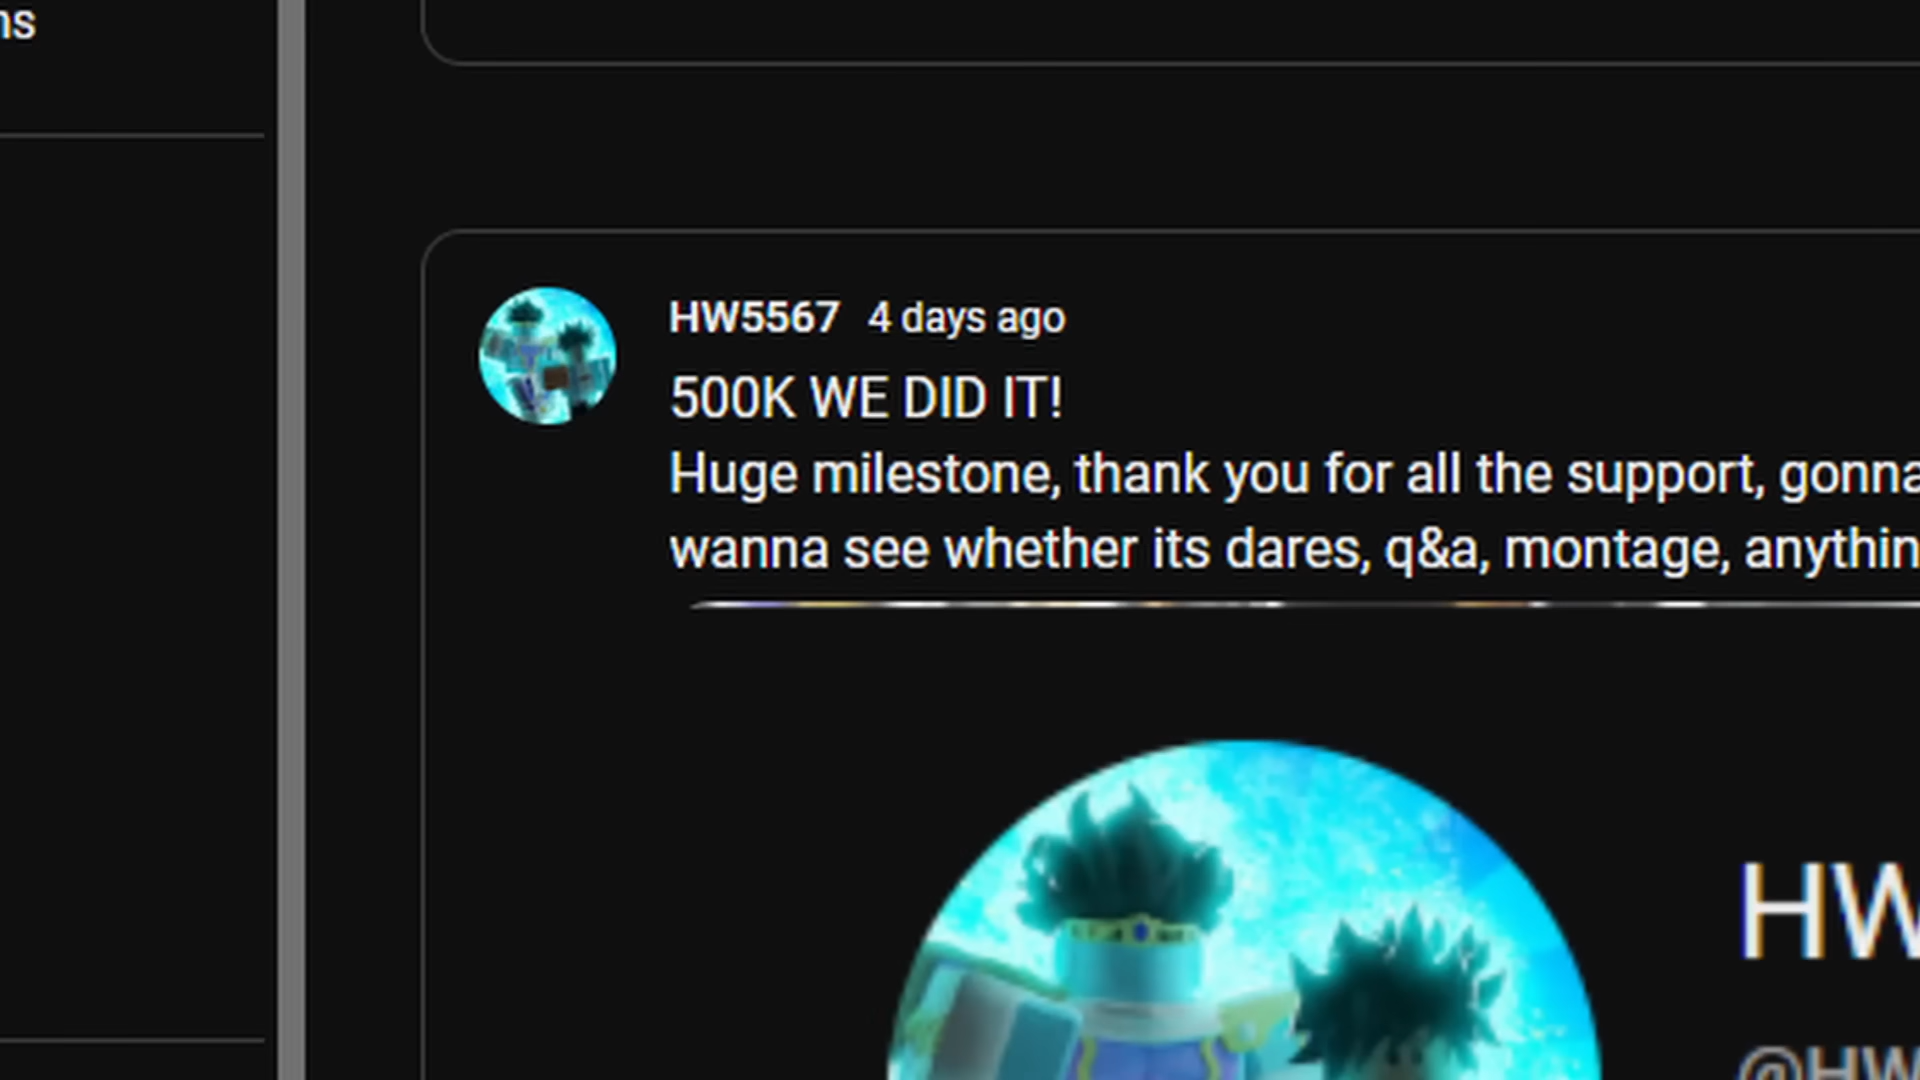 ns
HW5567 4 days ago
500K WE DID IT!
Huge milestone, thank you for all the support, gonna
wanna see whether its dares, q&a, montage, anythin
HW
@HW